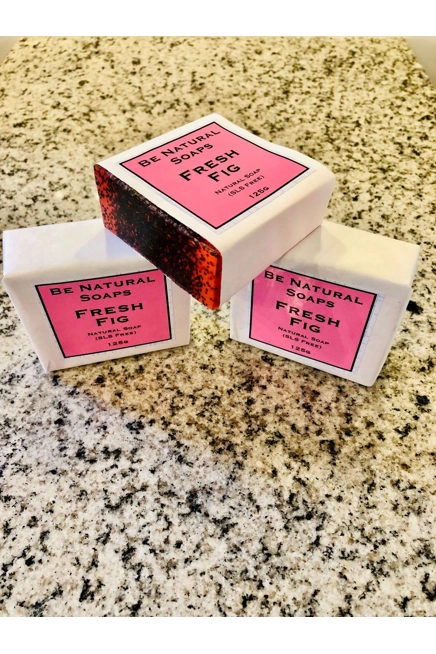 Be Natural
Soaps
Fresh
Fig
Natural Soap
(SLS Free)
125g
Be Natural
Soaps
Fresh
Fig
Natural Soap
(SLS Free)
125g
Be Natural
Soaps
Fresh
Fig
Natural Soap
(SLS Free)
125g